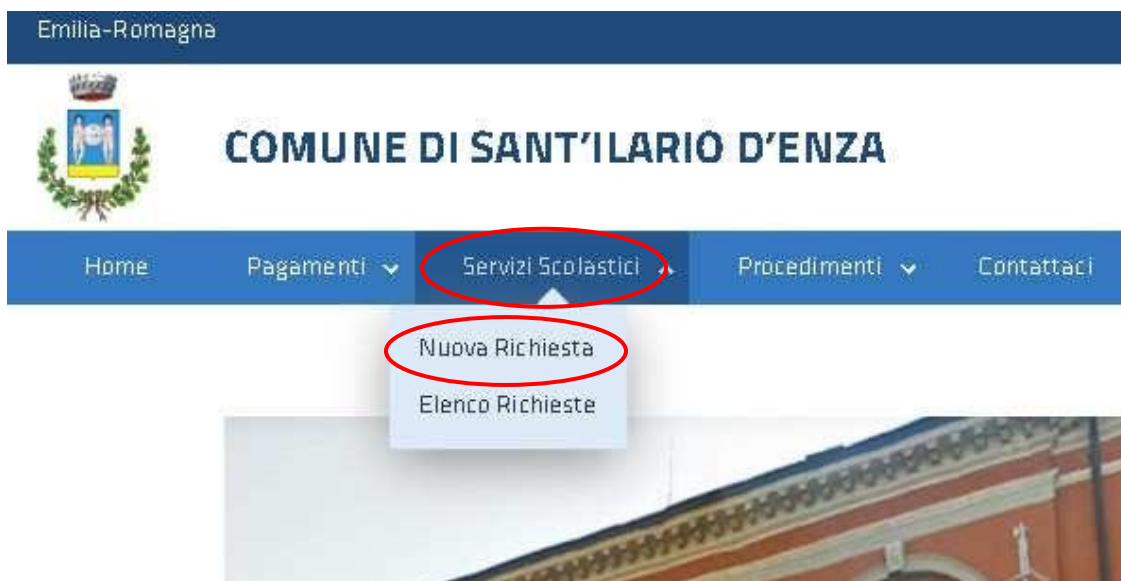 Emilia-Romagna
COMUNE DI SANT'ILARIO D'ENZA
Home Pagamenti Servizi Scolastici Procedimenti Contattaci
Nuova Richiesta
Elenco Richieste